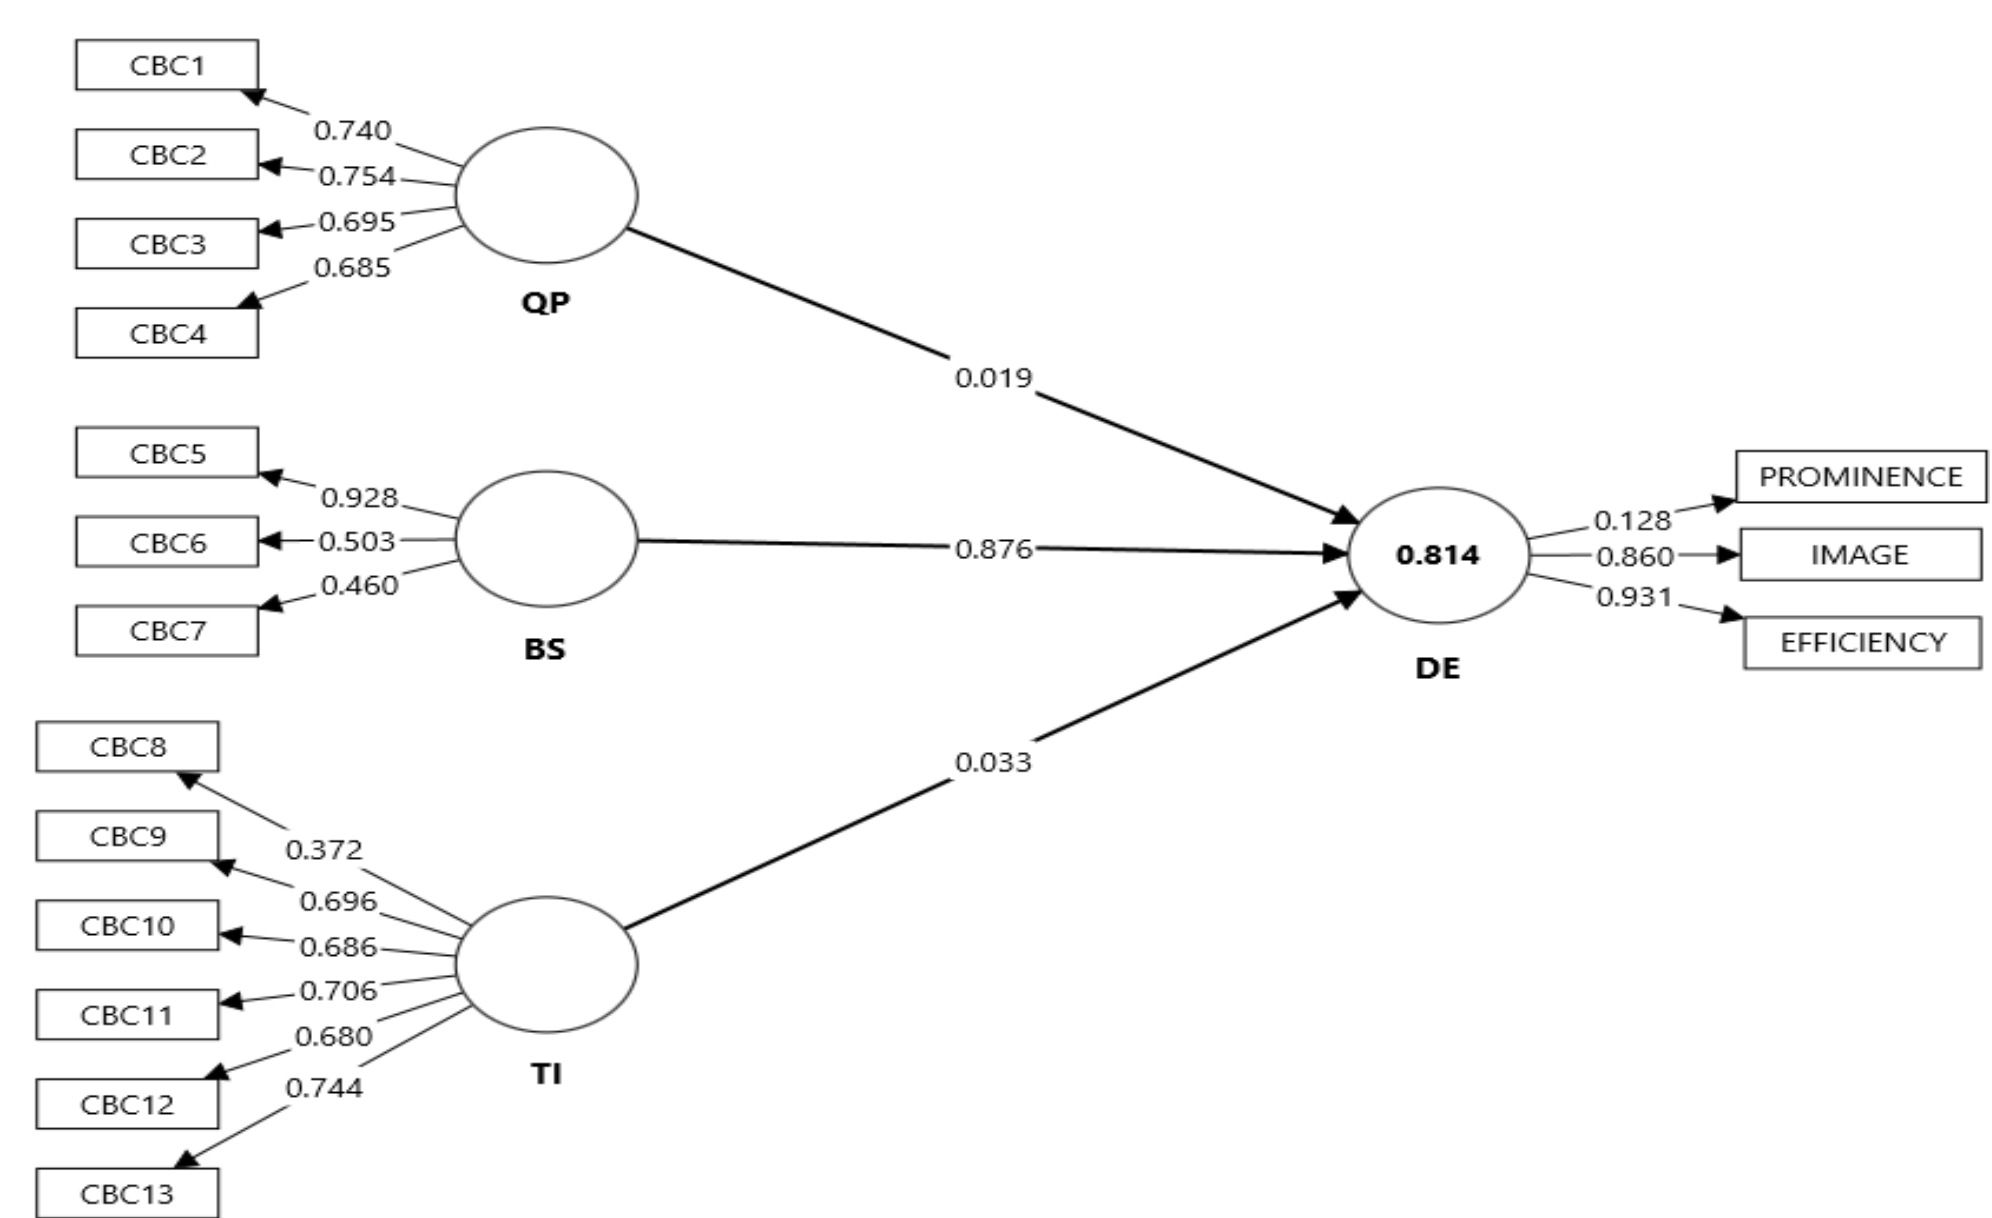 CBC1
0.740
CBC2
0.754
CBC3
0.695
0.685
CBC4
QP
0.019
CBC5
0.928
CBC6
0.503
0.460
CBC7
BS
0.876
0.814
DE
PROMINENCE
0.128
0.860
IMAGE
0.931
EFFICIENCY
0.033
CBC8
0.372
CBC9
0.696
CBC10
0.686
0.706
CBC11
0.680
CBC12
0.744
CBC13
TI